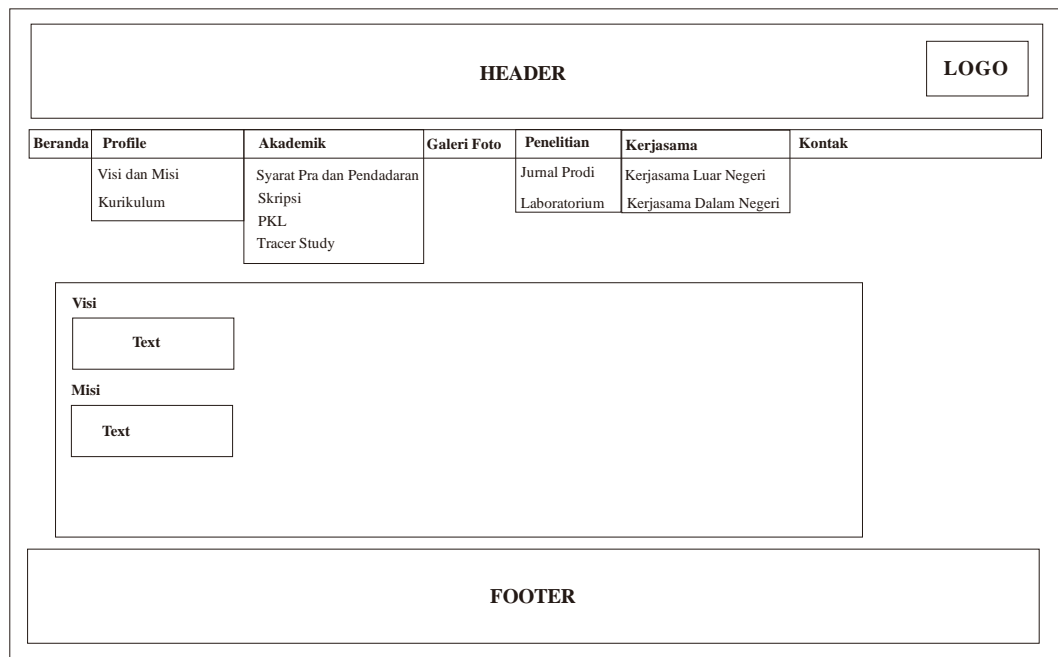 HEADER
LOGO
Beranda Profile Akademik Galeri Foto Penelitian Kerjasama Kontak
Visi dan Misi
Kurikulum
Syarat Pra dan Pendadaran
Skripsi
PKL
Tracer Study
Jurnal Prodi
Laboratorium
Kerjasama Luar Negeri
Kerjasama Dalam Negeri
Visi
Text
Misi
Text
FOOTER